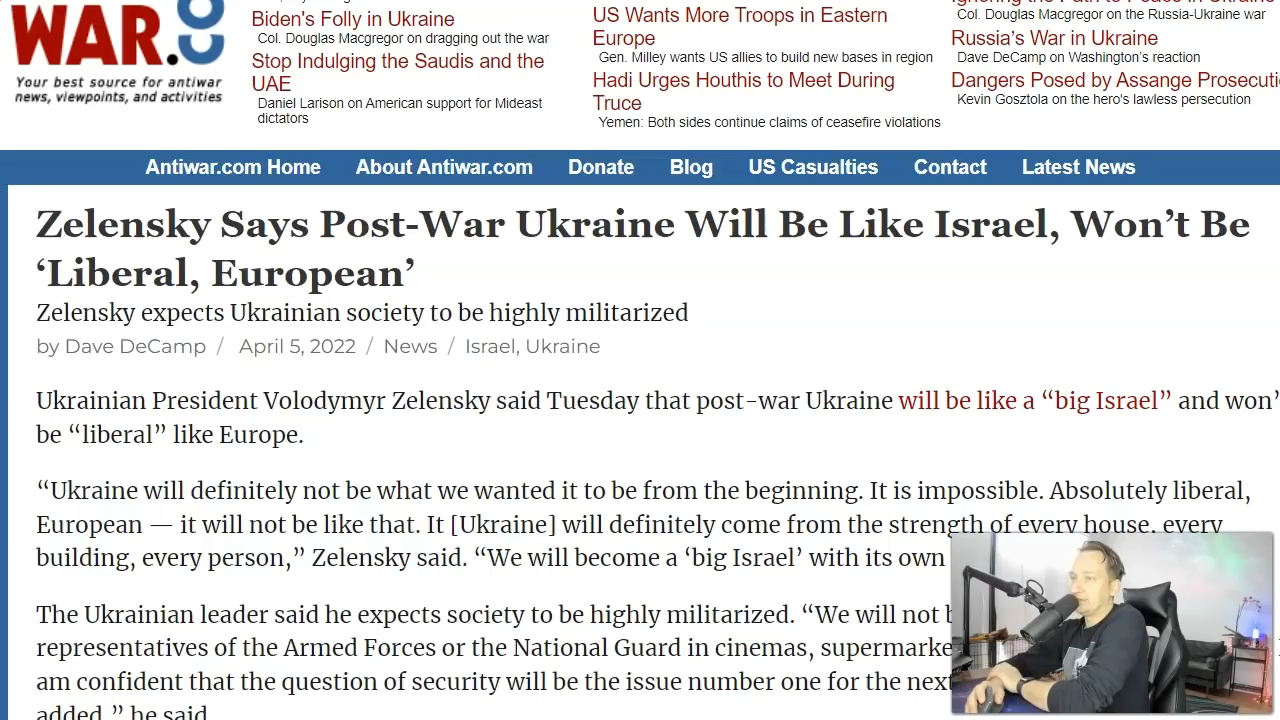 WAR.co
Your best source for antiwar
news, viewpoints, and activities
Biden's Folly in Ukraine
Col. Douglas Macgregor on dragging out the war
Stop Indulging the Saudis and the
UAE
Daniel Larison on American support for Mideast
dictators
US Wants More Troops in Eastern
Europe
Gen. Milley wants US allies to build new bases in region
Hadi Urges Houthis to Meet During
Truce
Yemen: Both sides continue claims of ceasefire violations
Col. Douglas Macgregor on the Russia-Ukraine war
Russia’s War in Ukraine
Dave DeCamp on Washington's reaction
Dangers Posed by Assange Prosecuti
Kevin Gosztola on the hero's lawless persecution
Antiwar.com Home About Antiwar.com Donate Blog US Casualties Contact Latest News
Zelensky Says Post-War Ukraine Will Be Like Israel, Won’t Be
‘Liberal, European’
Zelensky expects Ukrainian society to be highly militarized
by Dave DeCamp / April 5, 2022 / News / Israel, Ukraine
Ukrainian President Volodymyr Zelensky said Tuesday that post-war Ukraine will be like a “big Israel” and won’
be “liberal” like Europe.
“Ukraine will definitely not be what we wanted it to be from the beginning. It is impossible. Absolutely liberal,
European — it will not be like that. It [Ukraine] will definitely come from the strength of every house, every
building, every person,” Zelensky said. “We will become a ‘big Israel’ with its own
The Ukrainian leader said he expects society to be highly militarized. “We will not b
representatives of the Armed Forces or the National Guard in cinemas, supermarke
am confident that the question of security will be the issue number one for the next
added,” he said